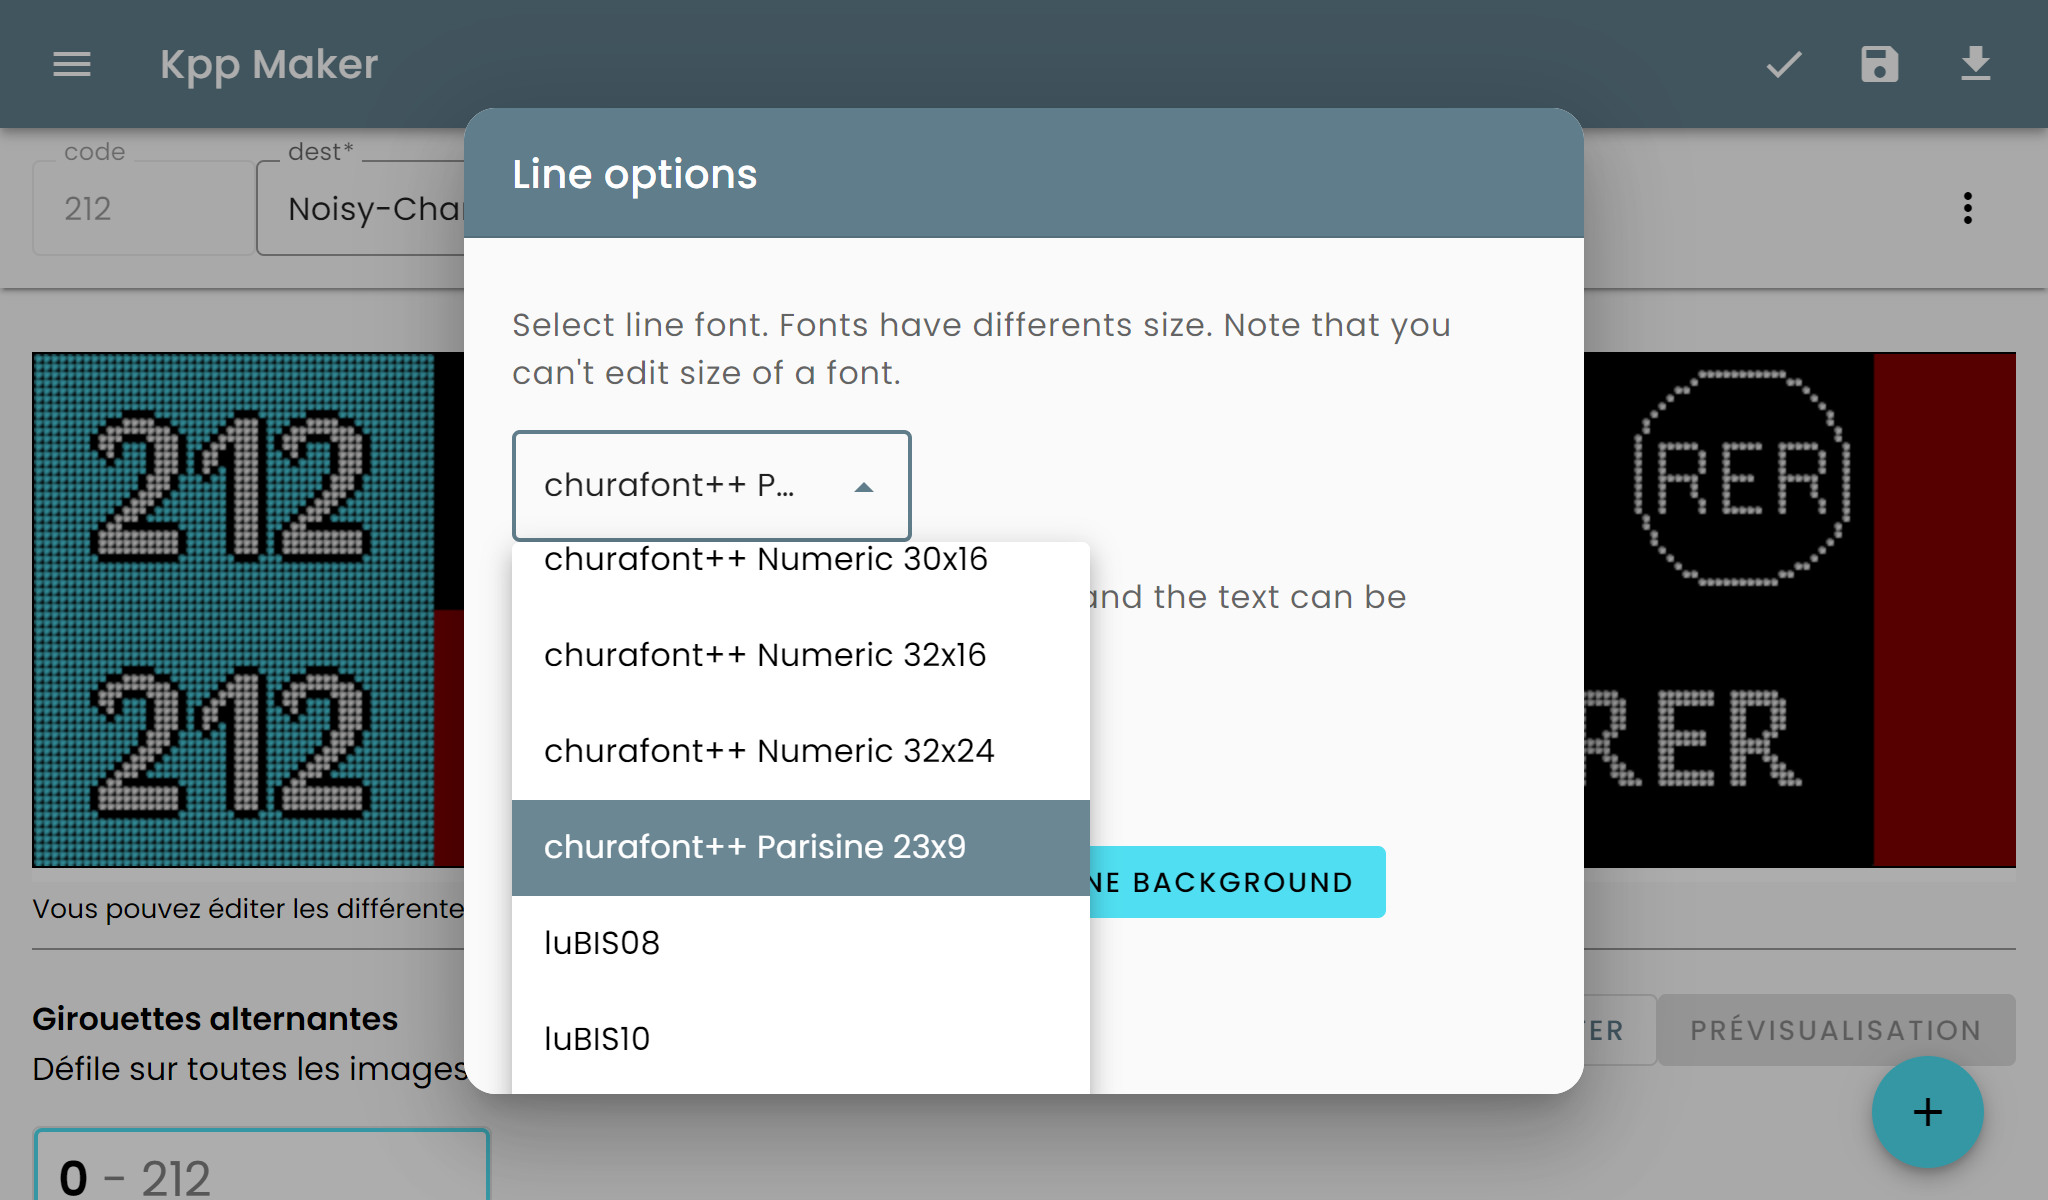 Kpp Maker
code
dest*
212
Noisy-Cha
Line options
Select line font. Fonts have differents size. Note that you
can't edit size of a font.
churafont++ P...
churafont++ Numeric 30x16
churafont++ Numeric 32x16
churafont++ Numeric 32x24
churafont++ Parisine 23x9
luBIS08
luBIS10
and the text can be
NE BACKGROUND
212
212
RER
RER
Vous pouvez éditer les différente
Girouettes alternantes
Défile sur toutes les images
ER
PRÉVISUALISATION
0 - 212